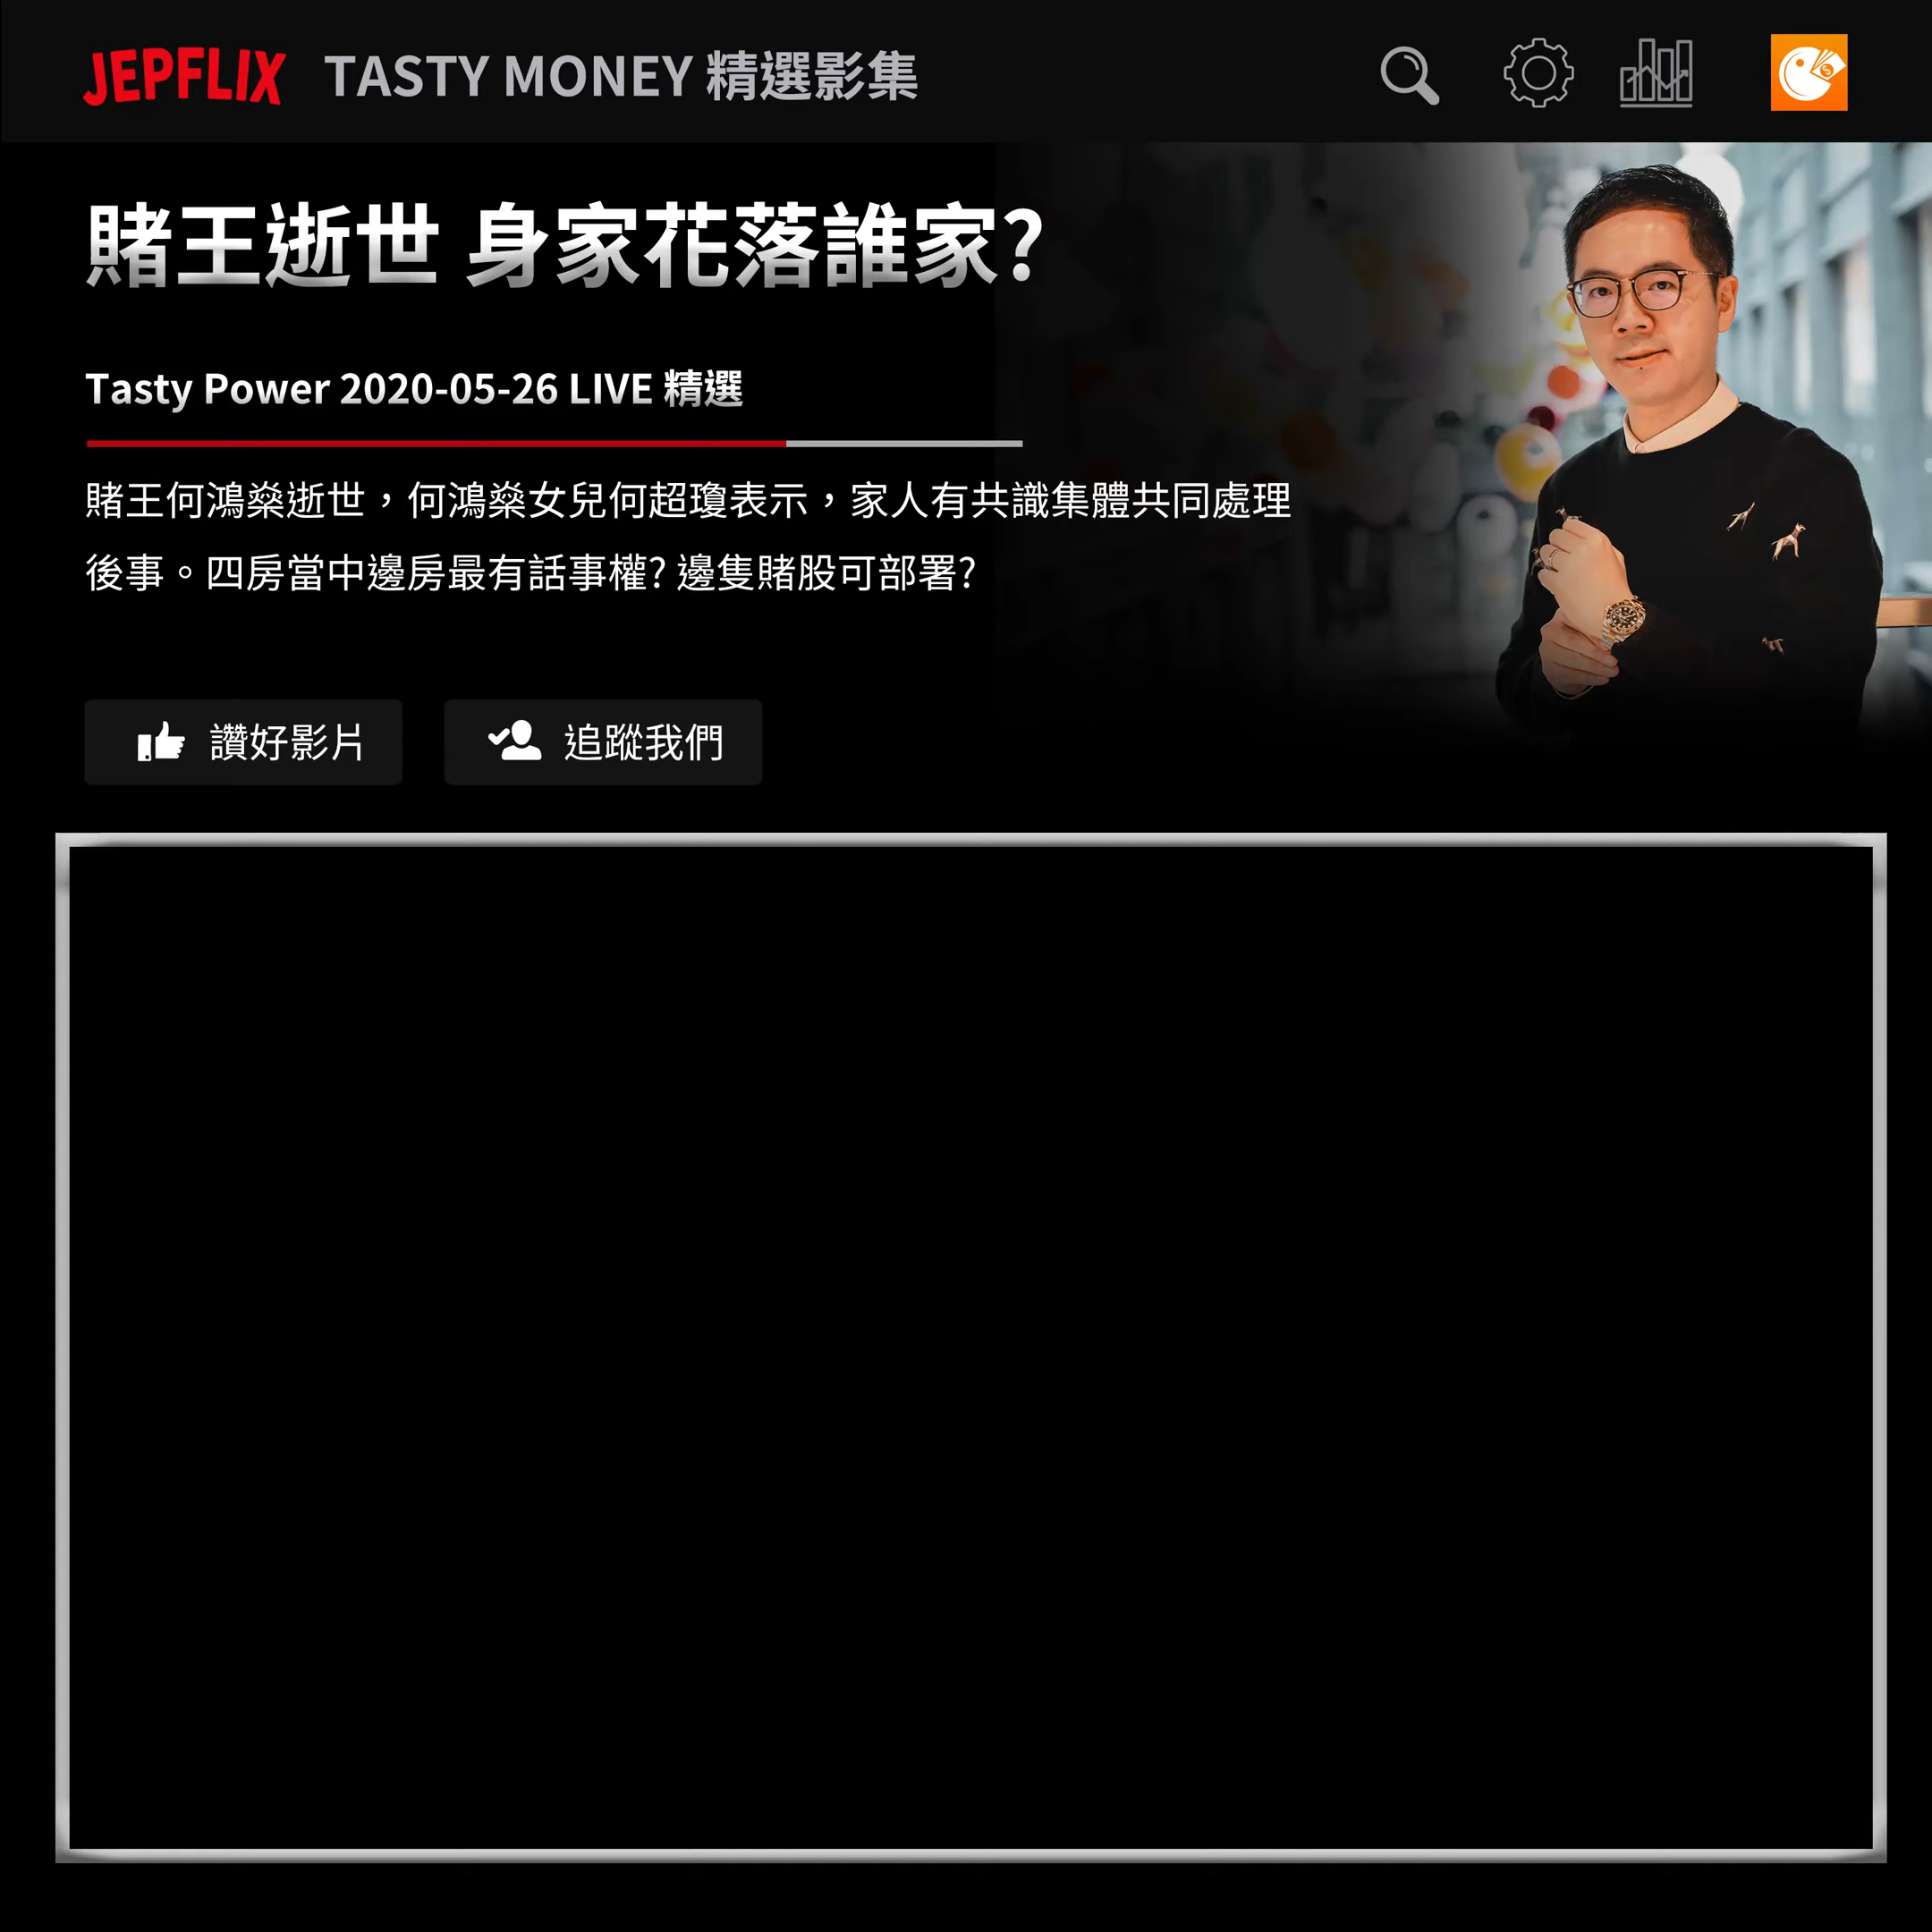 JEPFLIX TASTY MONEY 精選影集
賭王逝世 身家花落誰家?
Tasty Power 2020-05-26 LIVE 精選
賭王何鴻燊逝世，何鴻燊女兒何超瓊表示，家人有共識集體共同處理
後事。四房當中邊房最有話事權? 邊隻賭股可部署?
讚好影片 追蹤我們